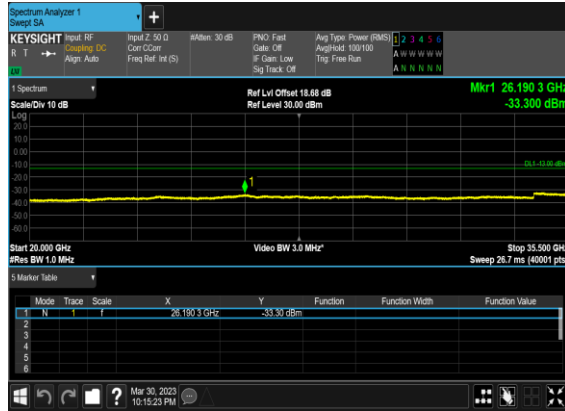 Spectrum Analyzer 1
Swept SA
+
KEYSIGHT Input: RF Input Z: 50 Ω #Atten: 30 dB PNO: Fast Avg Type: Power (RMS) 1 2 3 4 5 6
R T Coupling: DC Corr CCorr Gate: Off Avg|Hold: 100/100 A W W W W W
Align: Auto Freq Ref: Int (S) IF Gain: Low Trig: Free Run
Sig Track: Off A N N N N N
1 Spectrum Ref Lvl Offset 18.68 dB Mkr1 26.190 3 GHz
Scale/Div 10 dB Ref Level 30.00 dBm -33.300 dBm
Log
20.0
10.0
0.00
-10.0 DL1 -13.00 dBm
-20.0
1
-30.0
-40.0
-50.0
-60.0
Start 20.000 GHz Video BW 3.0 MHz* Stop 35.500 GHz
#Res BW 1.0 MHz Sweep 26.7 ms (40001 pts)
5 Marker Table
Mode Trace Scale X Y Function Function Width Function Value
1 N 1 f 26.190 3 GHz -33.30 dBm
2
3
4
5
6
? Mar 30, 2023
10:15:23 PM